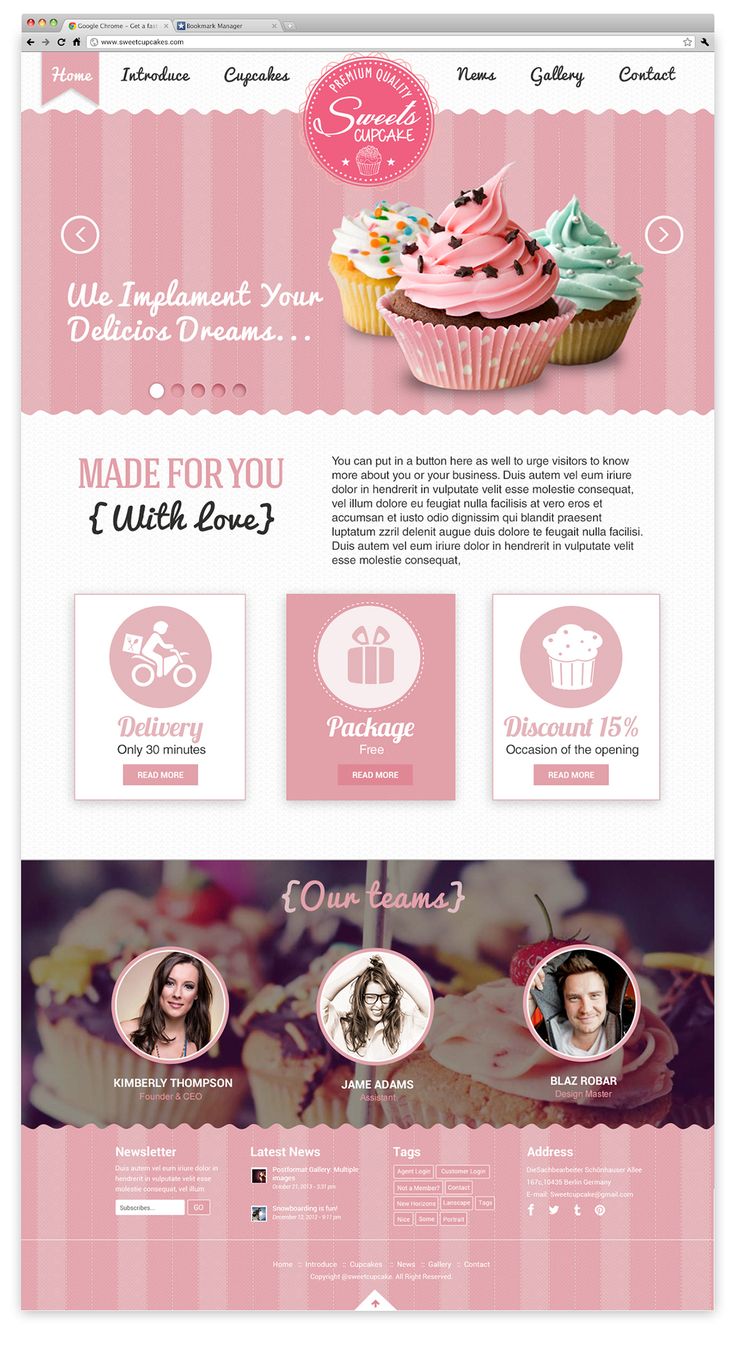 Google Chrome – Get a fast
Bookmark Manager
www.sweetcupcakes.com
Home
Introduce
Cupcakes
PREMIUM QUALITY
Sweets
CUPCAKE
News
Gallery
Contact
We Implament Your
Delicios Dreams...
MADE FOR YOU
{ With Love}
You can put in a button here as well to urge visitors to know
more about you or your business. Duis autem vel eum iriure
dolor in hendrerit in vulputate velit esse molestie consequat,
vel illum dolore eu feugiat nulla facilisis at vero eros et
accumsan et iusto odio dignissim qui blandit praesent
luptatum zzril delenit augue duis dolore te feugait nulla facilisi.
Duis autem vel eum iriure dolor in hendrerit in vulputate velit
esse molestie consequat,
Delivery
Only 30 minutes
READ MORE
Package
Free
READ MORE
Discount 15%
Occasion of the opening
READ MORE
{Our teams}
KIMBERLY THOMPSON
Founder & CEO
JAME ADAMS
Assistant
BLAZ ROBAR
Design Master
Newsletter
Duis autem vel eum iriure dolor in
hendrerit in vulputate velit esse
molestie consequat, vel illum
Subscribes...
GO
Latest News
Postformat Gallery: Multiple
images
October 21, 2013 • 3:31 pm
Snowboarding is fun!
December 12, 2012 • 9:11 pm
Tags
Agent Login
Customer Login
Not a Member?
Contact
New Horizons
Lanscape
Tags
Nice
Some
Portrait
Address
DieSachbearbeiter Schönhauser Allee
167c,10435 Berlin Germany
E-mail: Sweetcupcake@gmail.com
Home :: Introduce :: Cupcakes :: News :: Gallery :: Contact
Copyright @sweetcupcake. All Right Reserved.